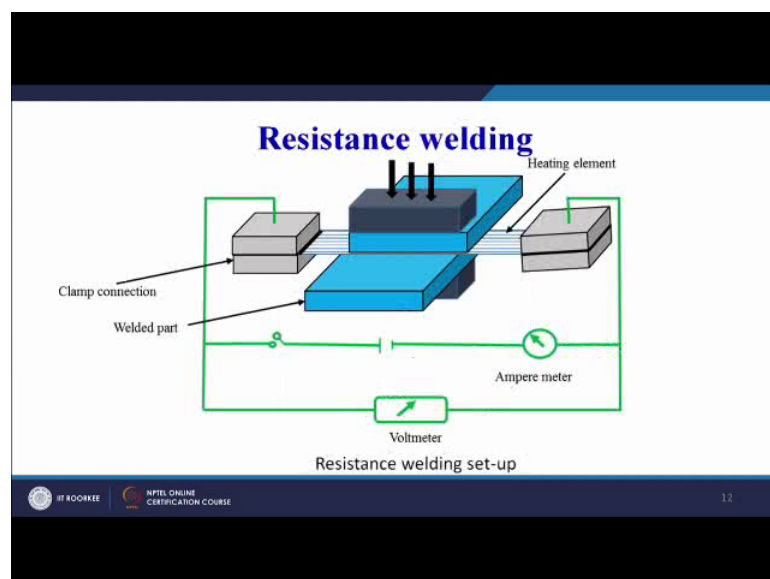 Resistance welding
Heating element
Clamp connection
Welded part
Ampere meter
Voltmeter
Resistance welding set-up
IIT ROORKEE
NPTEL ONLINE
CERTIFICATION COURSE
12